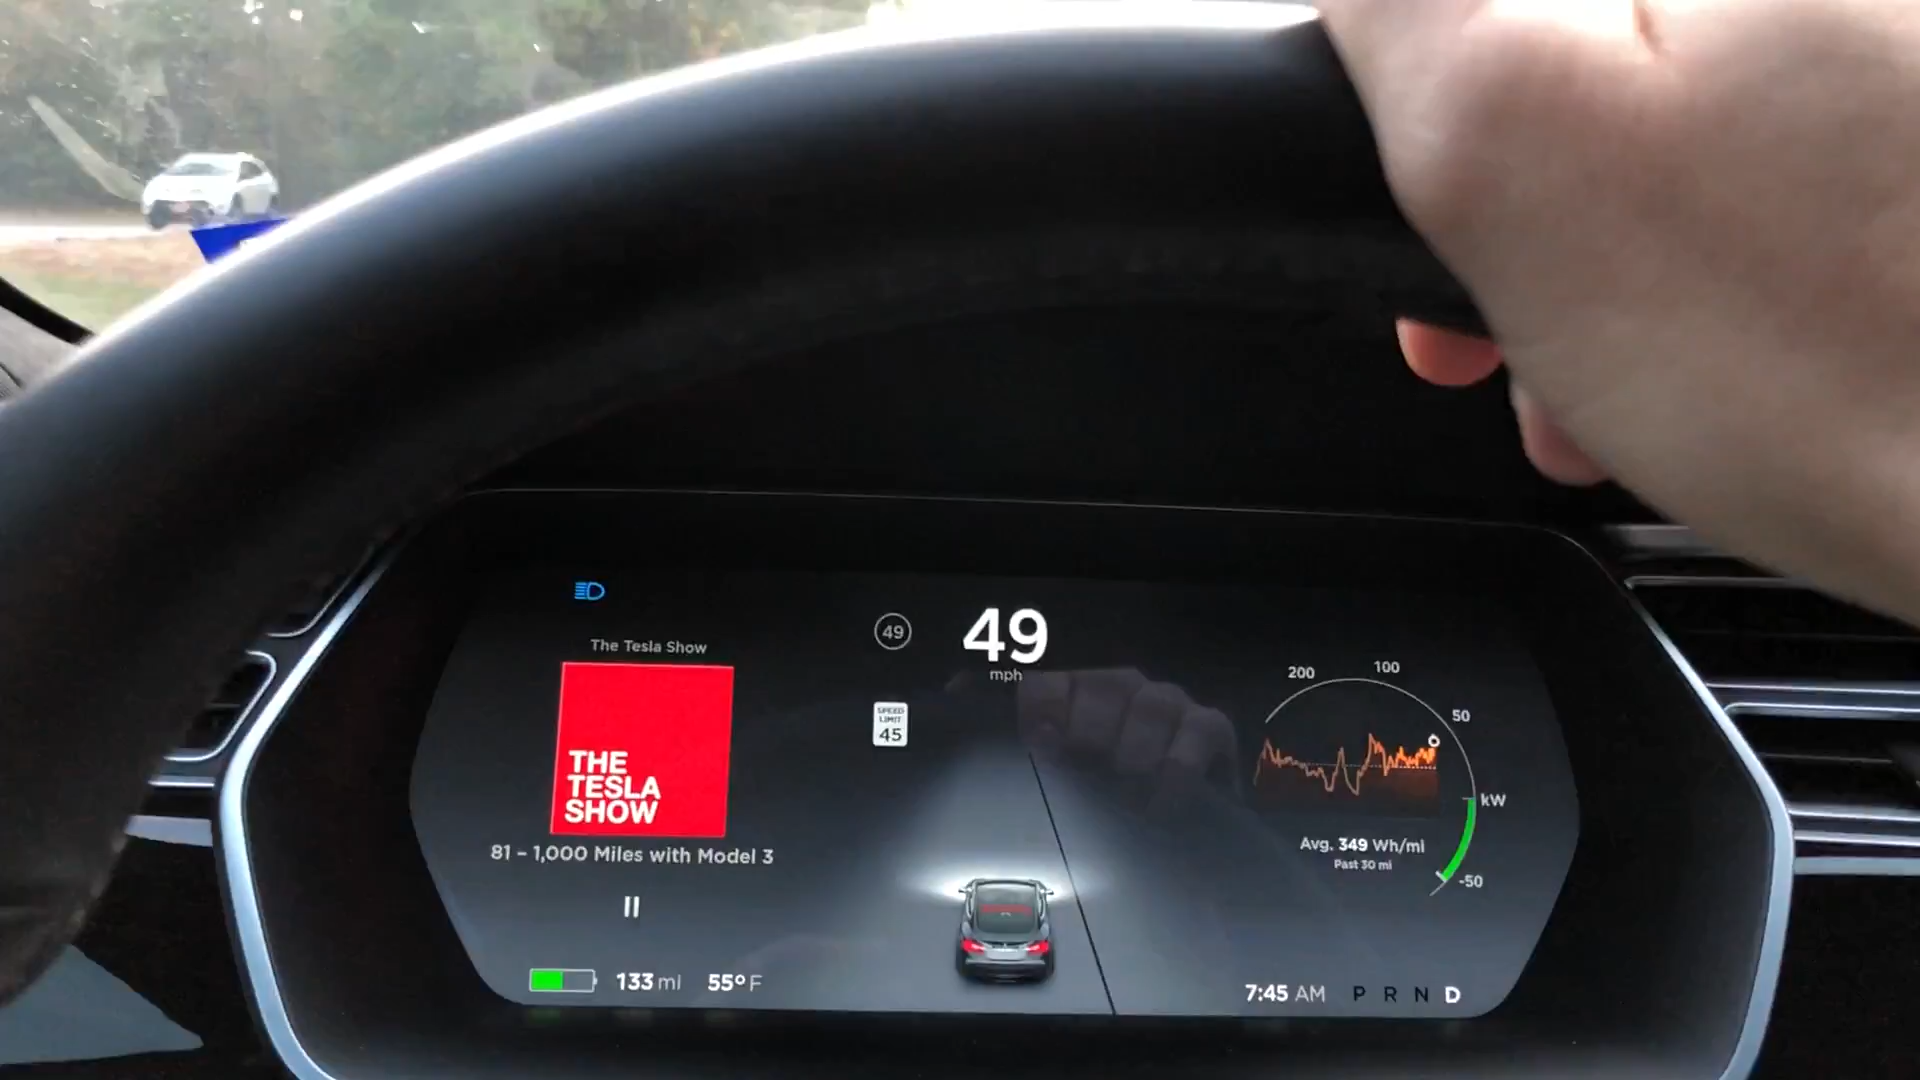 The Tesla Show
THE
TESLA
SHOW
81 – 1,000 Miles with Model 3
133 mi 55° F
49
49
mph
SPEED
LIMIT
45
200
100
50
kW
-50
Avg. 349 Wh/mi
Past 30 mi
7:45 AM P R N D